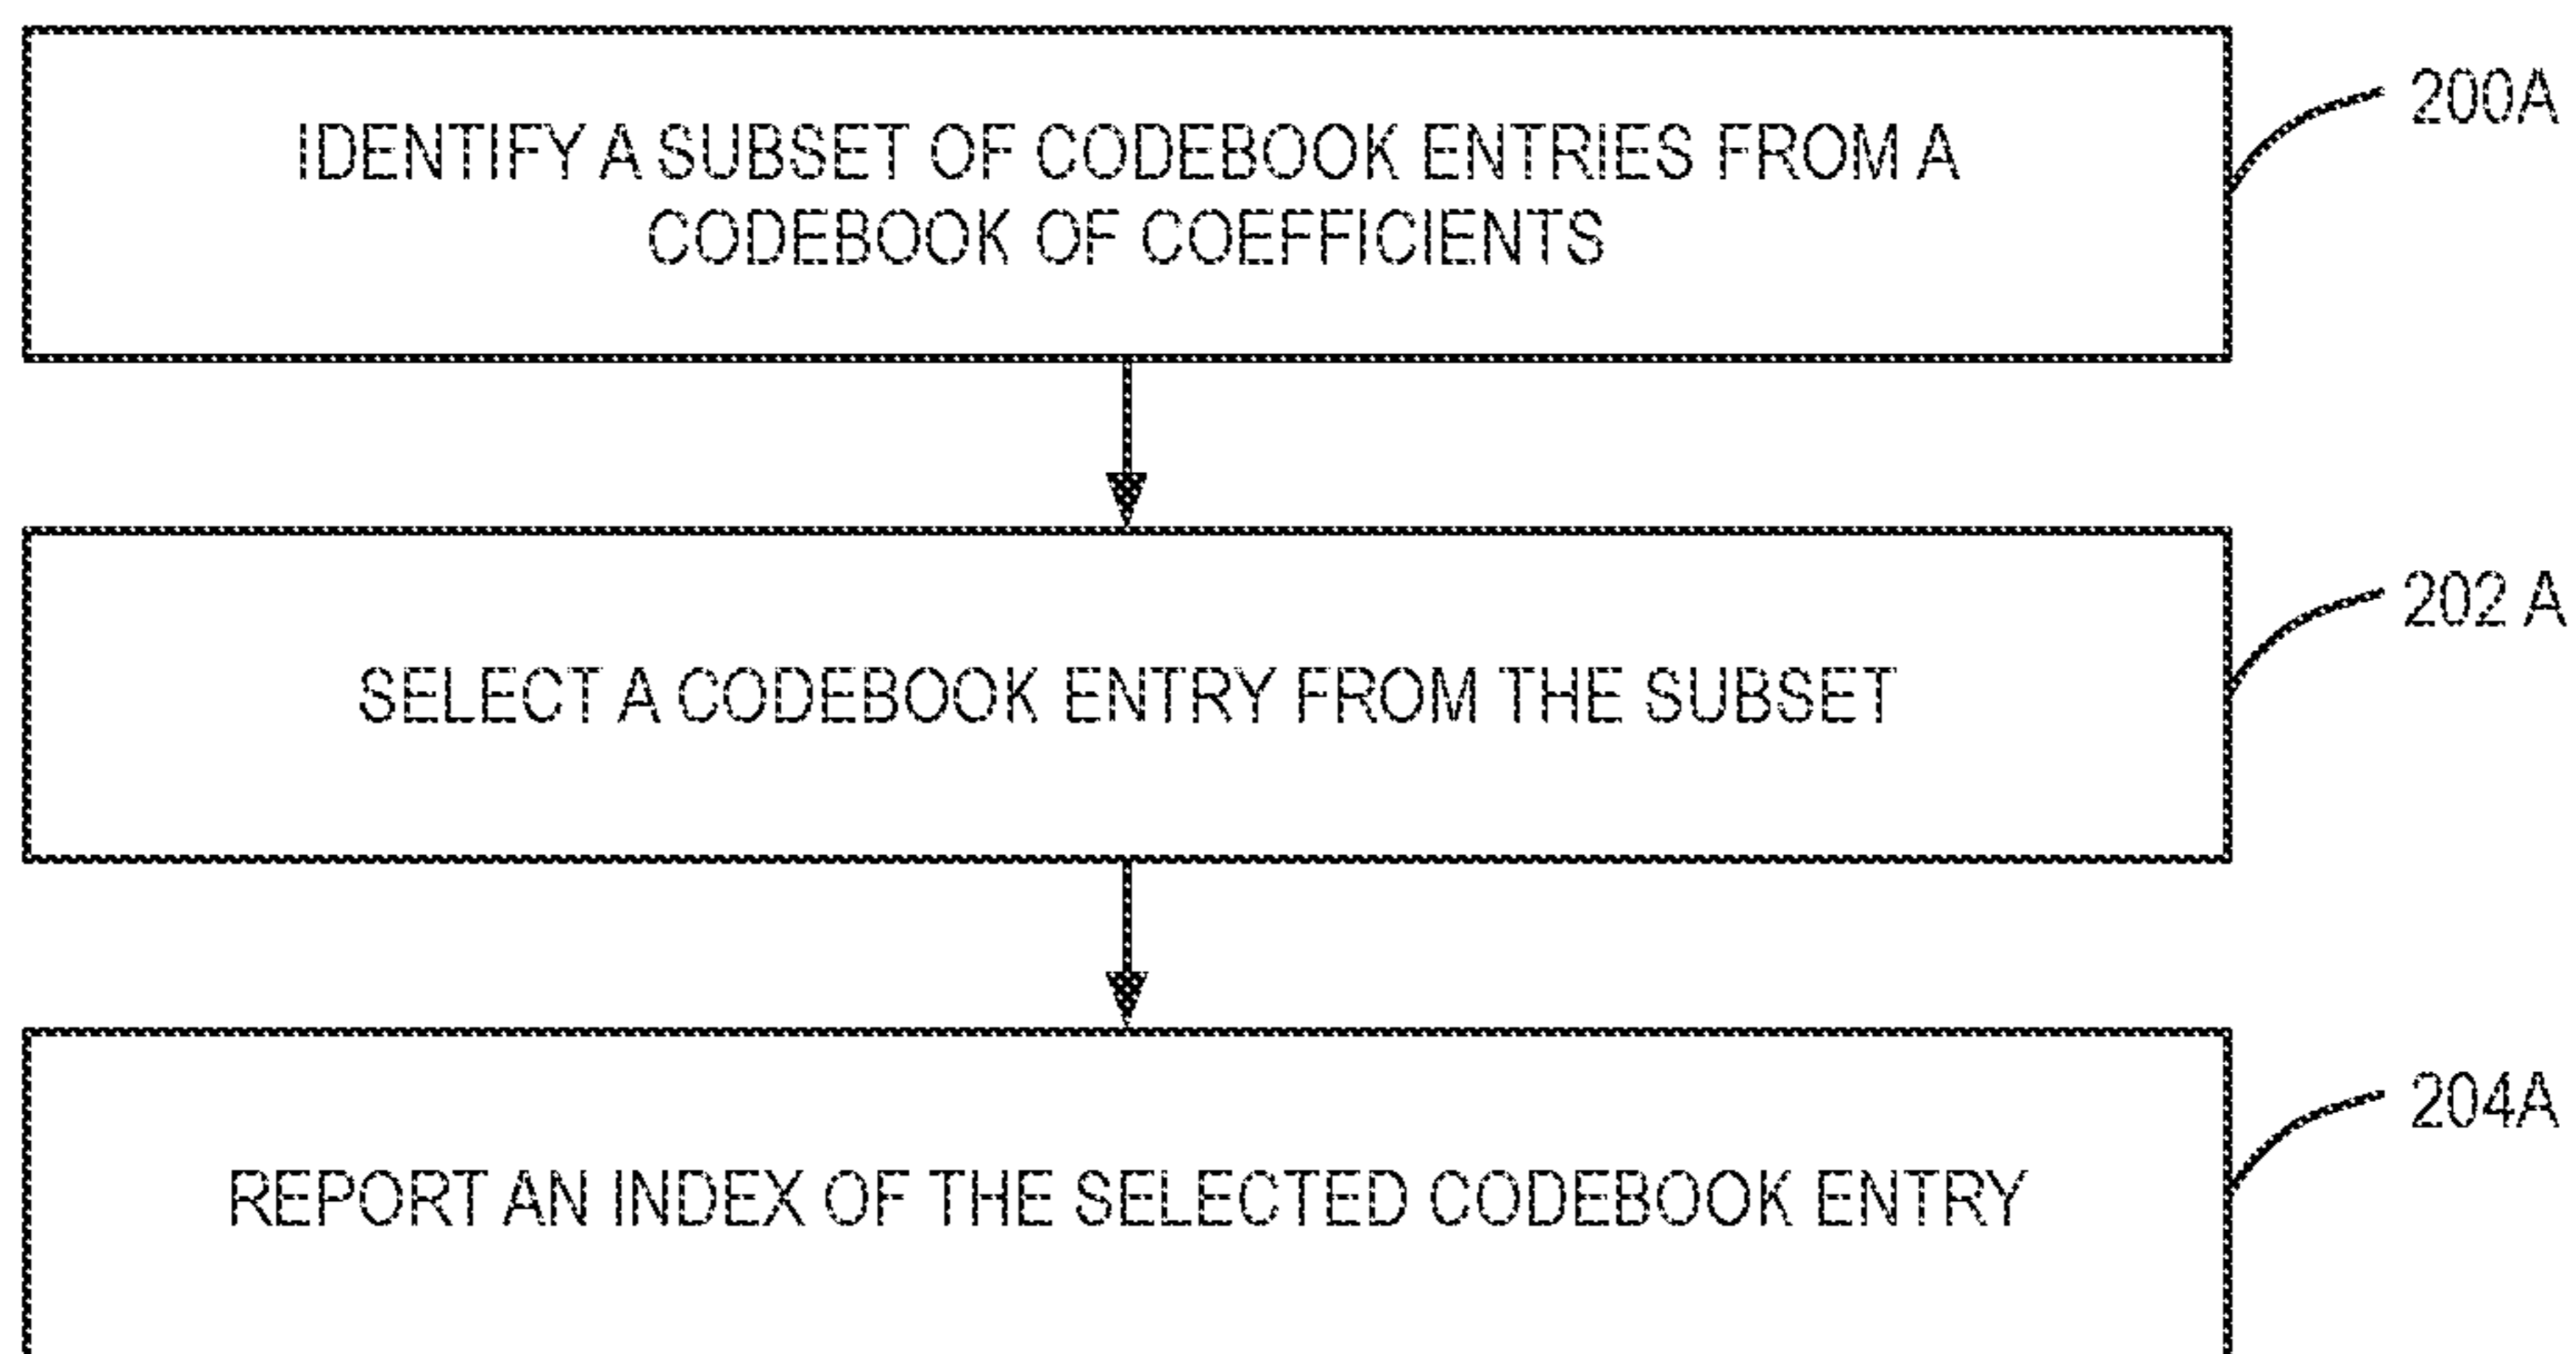 IDENTIFY A SUBSET OF CODEBOOK ENTRIES FROM A
CODEBOOK OF COEFFICIENTS
200A
SELECT A CODEBOOK ENTRY FROM THE SUBSET
202 A
REPORT AN INDEX OF THE SELECTED CODEBOOK ENTRY
204A